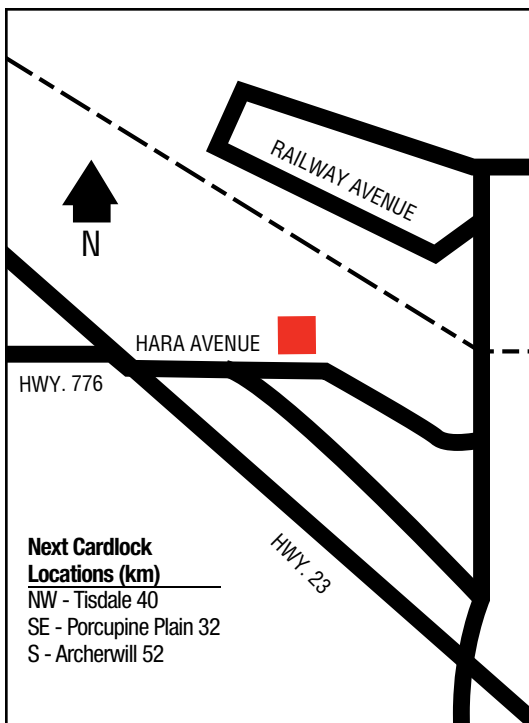 RAILWAY AVENUE
N
HARA AVENUE
HWY. 776
HWY. 23
Next Cardlock
Locations (km)
NW - Tisdale 40
SE - Porcupine Plain 32
S - Archerwill 52